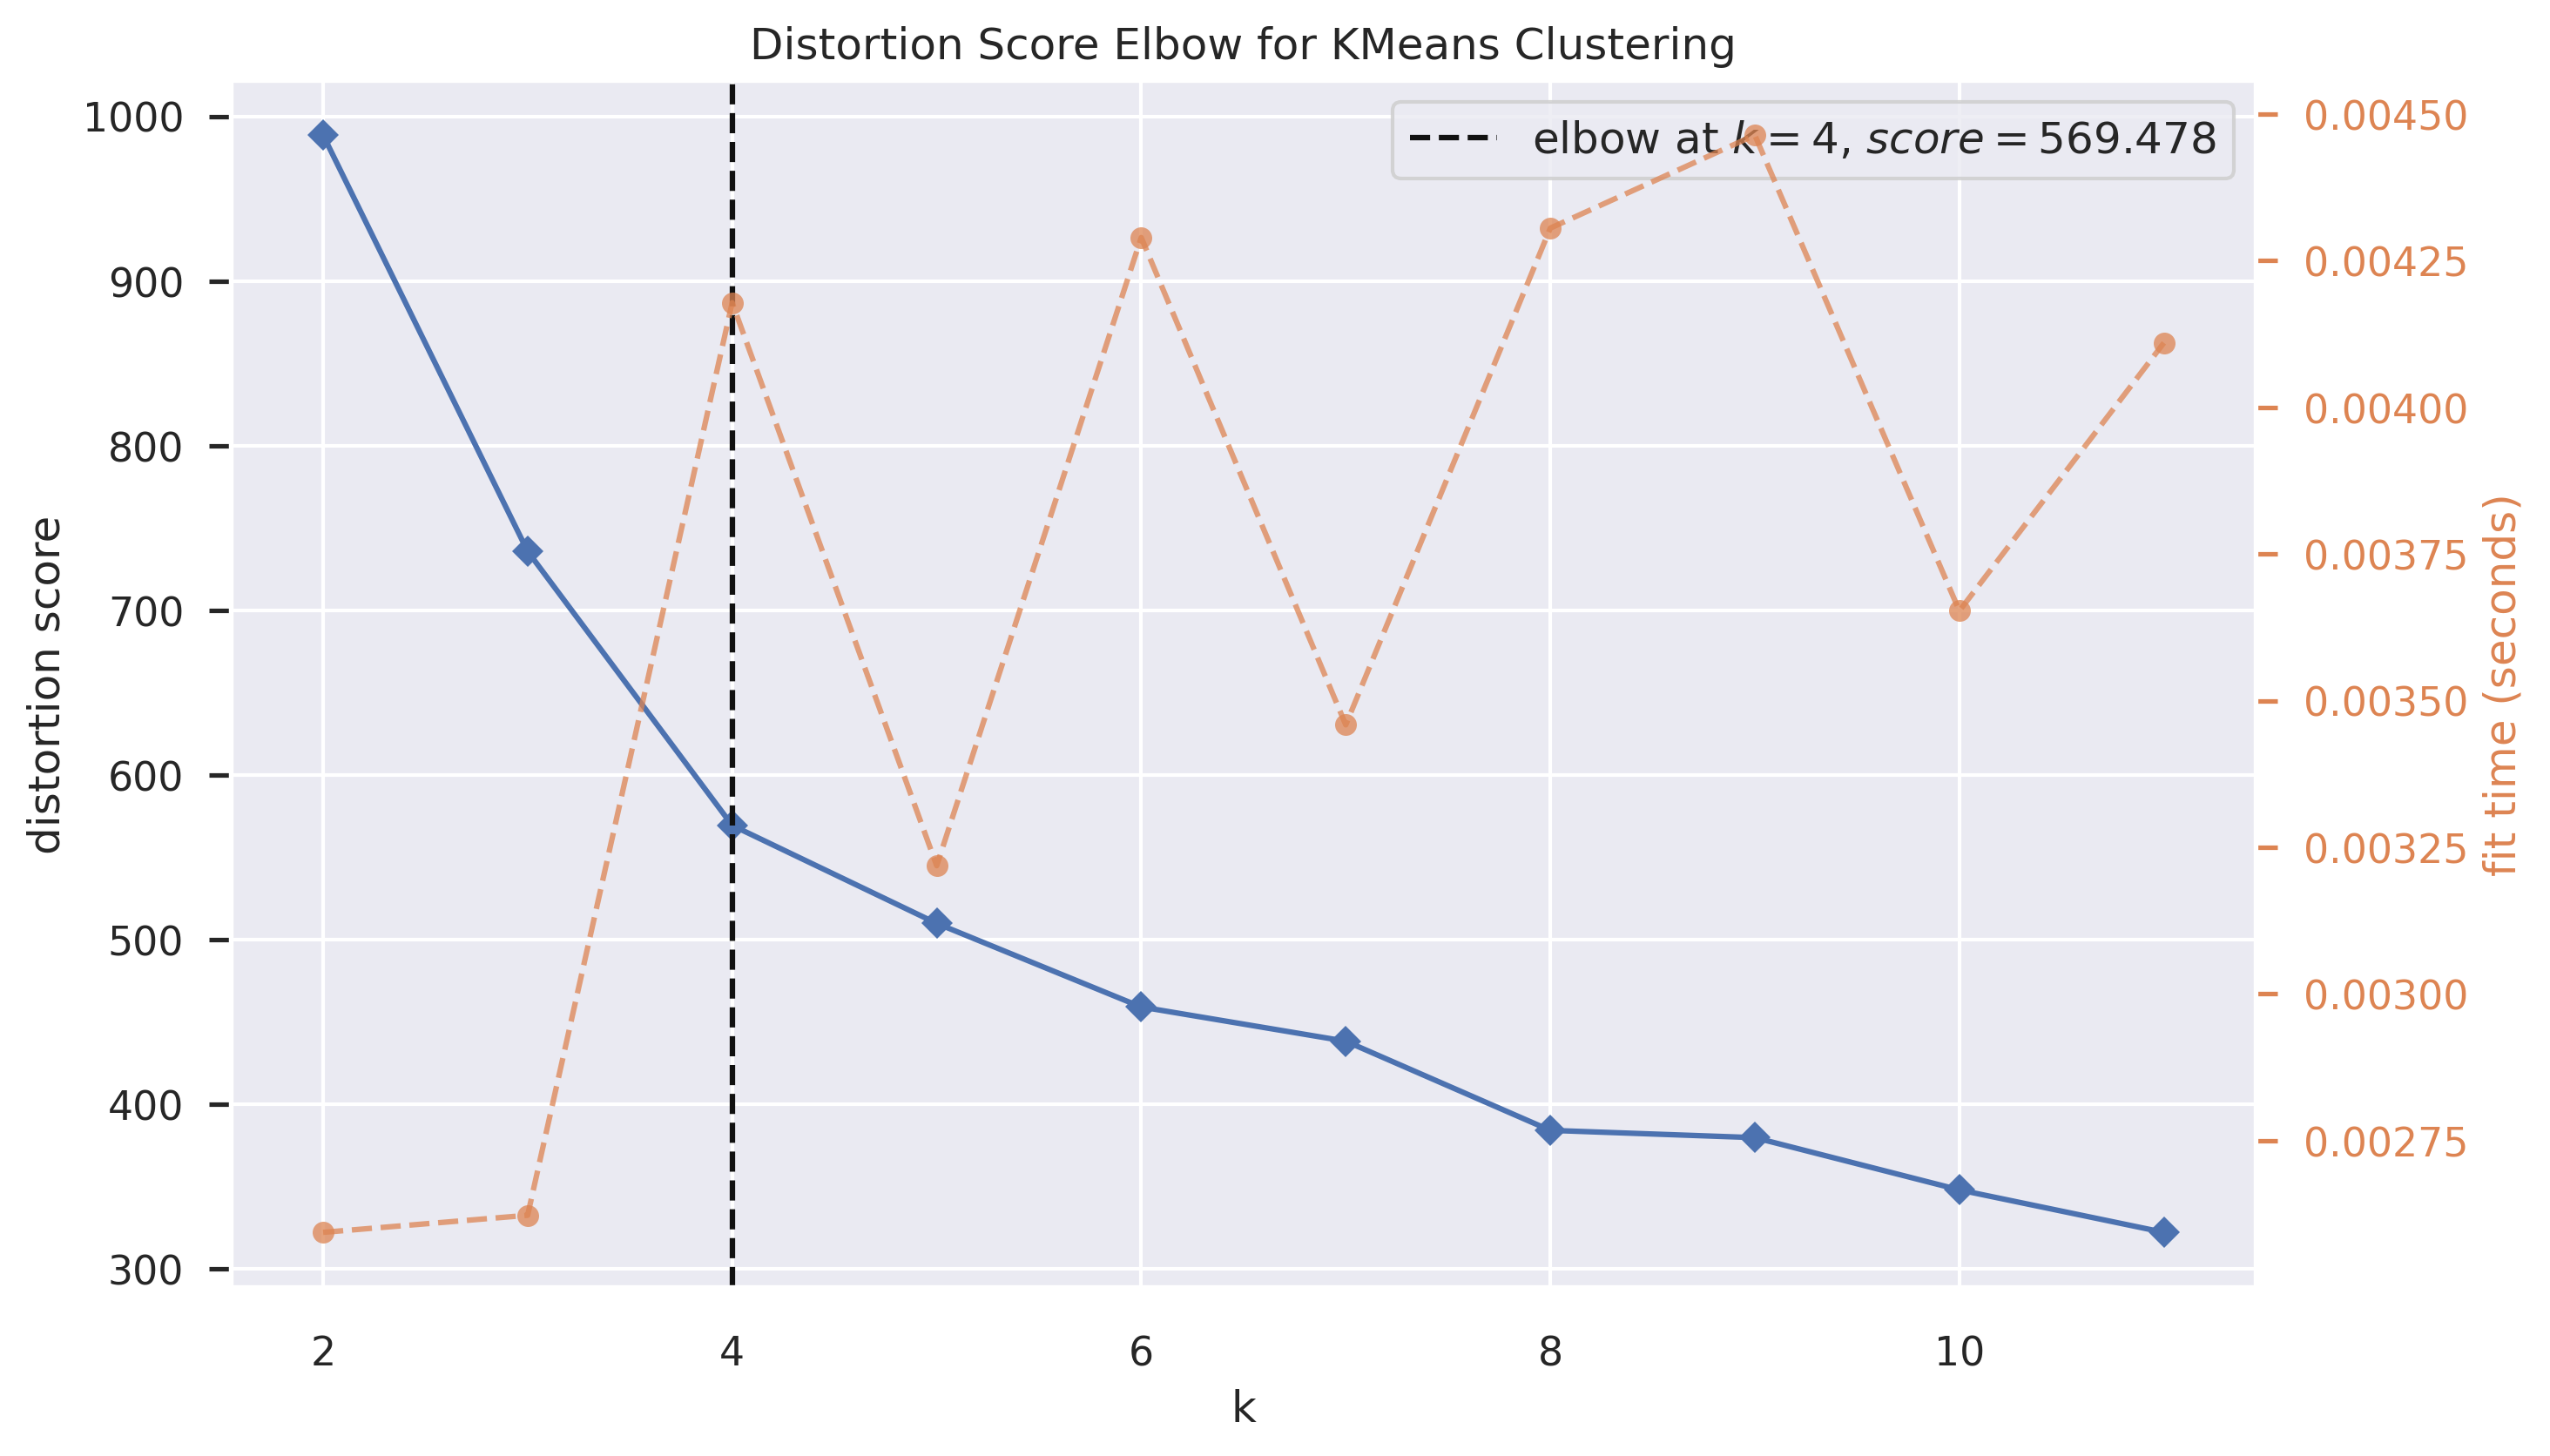 Distortion Score Elbow for KMeans Clustering
elbow at k = 4, score = 569.478
distortion score
1000
900
800
700
600
500
400
300
0.00450
0.00425
0.00400
0.00375
0.00350
0.00325
0.00300
0.00275
fit time (seconds)
2 4 6 8 10
k